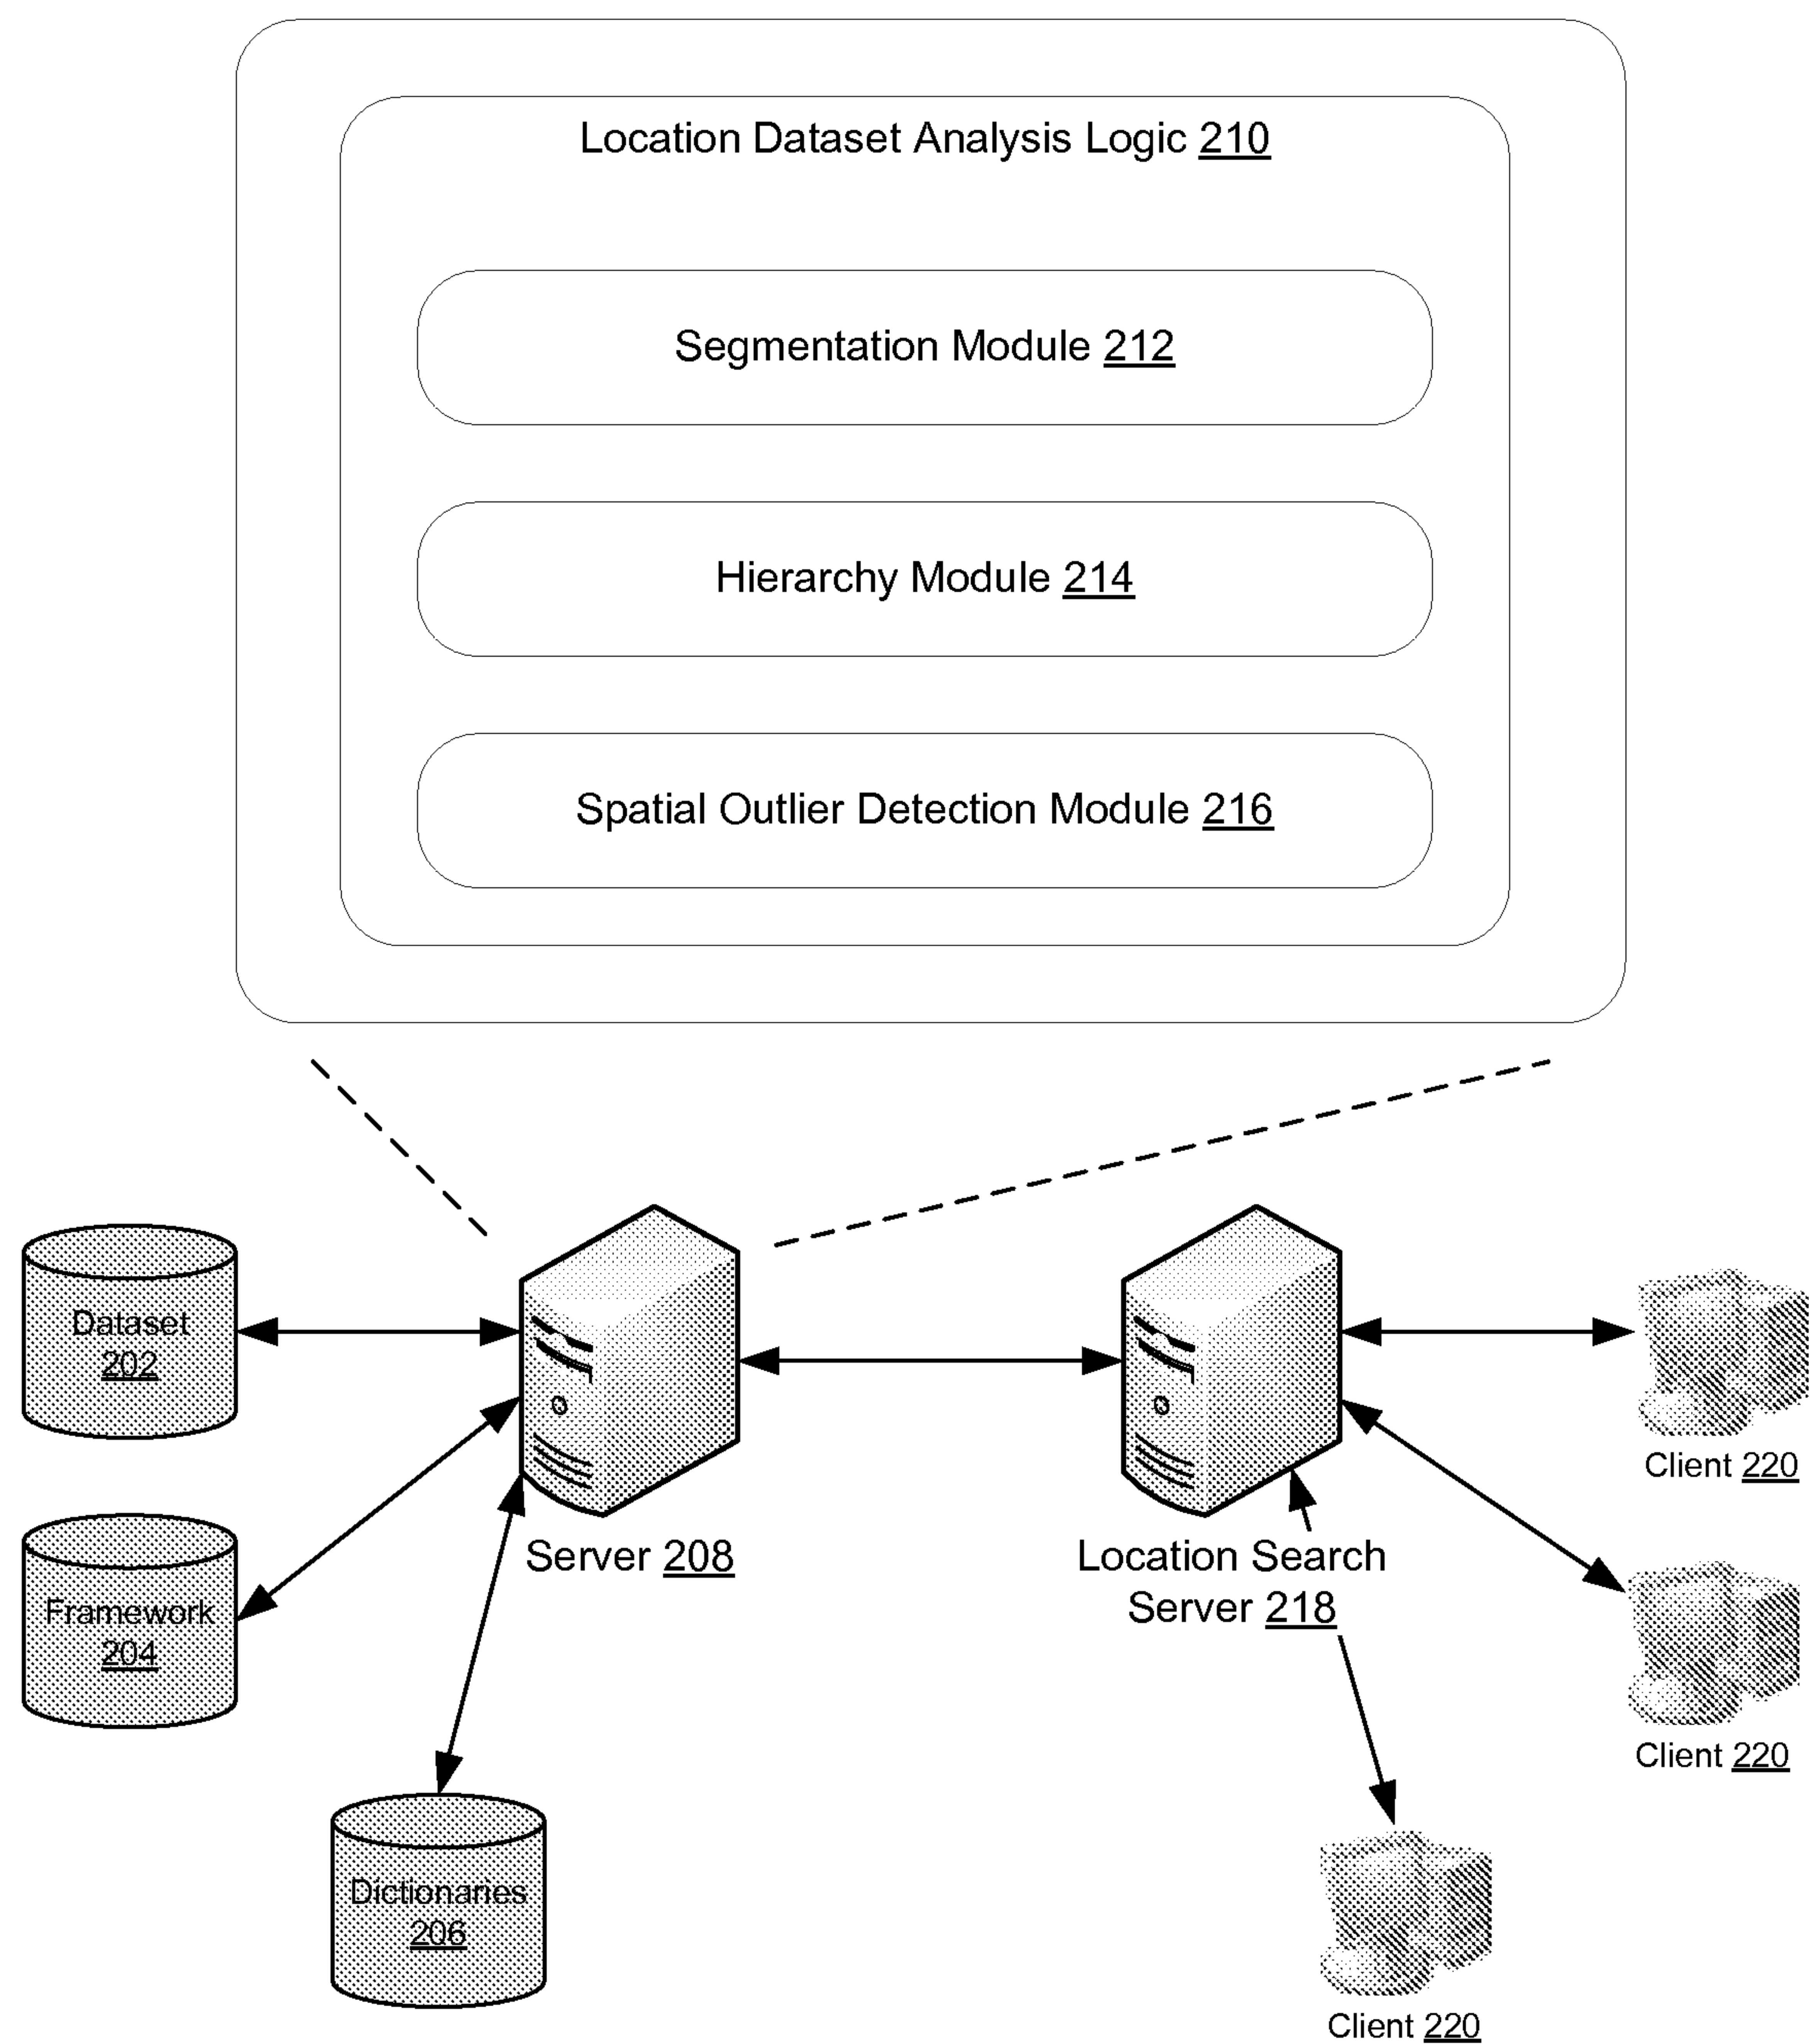 Location Dataset Analysis Logic 210
Segmentation Module 212
Hierarchy Module 214
Spatial Outlier Detection Module 216
Dataset
202
Framework
204
Dictionaries
206
Server 208
Location Search
Server 218
Client 220
Client 220
Client 220